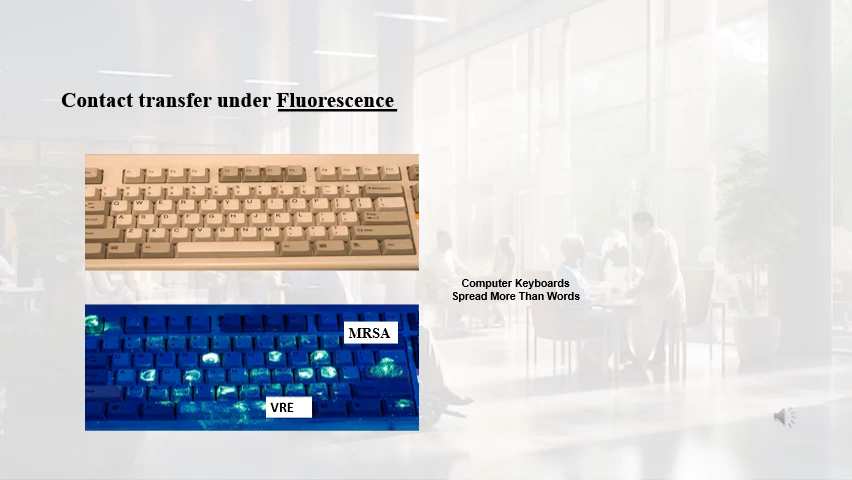 Contact transfer under Fluorescence
Q W E R T Y U I O P
A S D F G H J K L
Z X C V B N M
MRSA
VRE
Computer Keyboards
Spread More Than Words